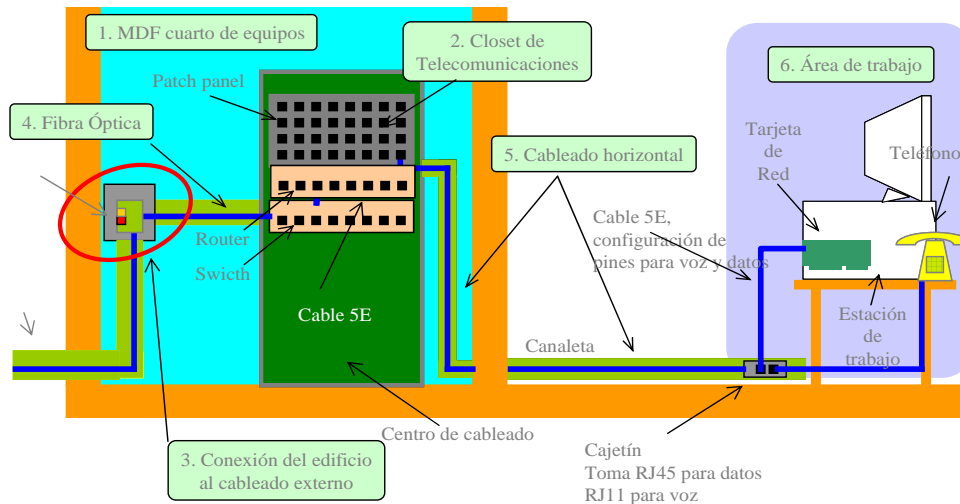 1. MDF cuarto de equipos
2. Closet de
Telecomunicaciones
Patch panel
4. Fibra Óptica
Router
Swicth
Cable 5E
5. Cableado horizontal
6. Área de trabajo
Tarjeta
de
Red
Teléfono
Cable 5E,
configuración de
pines para voz y datos
Estación
de
trabajo
Canaleta
Centro de cableado
3. Conexión del edificio
al cableado externo
Cajetín
Toma RJ45 para datos
RJ11 para voz